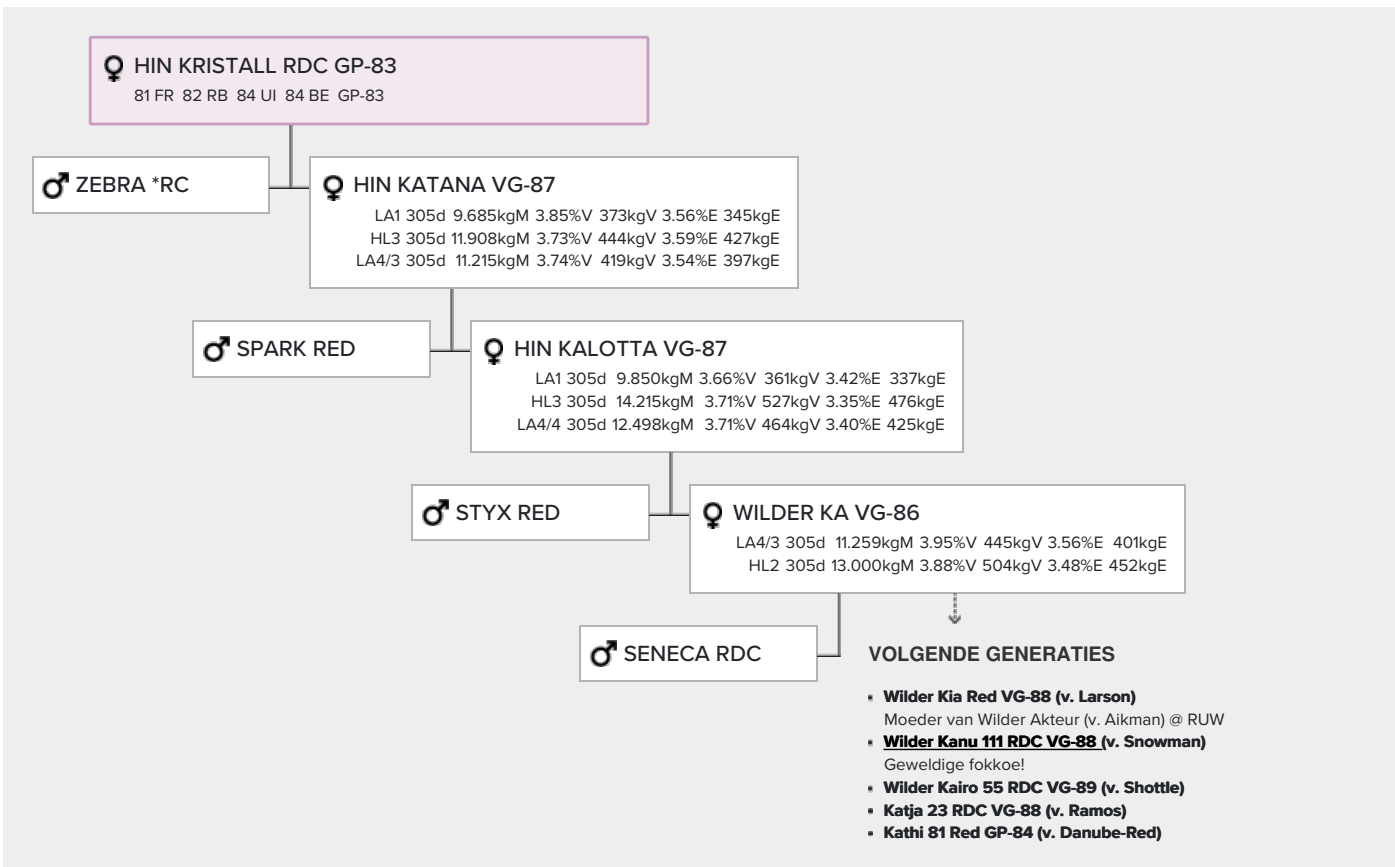 HIN KRISTALL RDC GP-83
81 FR 82 RB 84 UI 84 BE GP-83
ZEBRA *RC
HIN KATANA VG-87
LA1 305d 9.685kgM 3.85%V 373kgV 3.56%E 345kgE
HL3 305d 11.908kgM 3.73%V 444kgV 3.59%E 427kgE
LA4/3 305d 11.215kgM 3.74%V 419kgV 3.54%E 397kgE
SPARK RED
HIN KALOTTA VG-87
LA1 305d 9.850kgM 3.66%V 361kgV 3.42%E 337kgE
HL3 305d 14.215kgM 3.71%V 527kgV 3.35%E 476kgE
LA4/4 305d 12.498kgM 3.71%V 464kgV 3.40%E 425kgE
STYX RED
WILDER KA VG-86
LA4/3 305d 11.259kgM 3.95%V 445kgV 3.56%E 401kgE
HL2 305d 13.000kgM 3.88%V 504kgV 3.48%E 452kgE
SENECA RDC
VOLGENDE GENERATIES
▪ Wilder Kia Red VG-88 (v. Larson)
Moeder van Wilder Akteur (v. Aikman) @ RUW
▪ Wilder Kanu 111 RDC VG-88 (v. Snowman)
Geweldige fokkoe!
▪ Wilder Kairo 55 RDC VG-89 (v. Shottle)
▪ Katja 23 RDC VG-88 (v. Ramos)
▪ Kathi 81 Red GP-84 (v. Danube-Red)